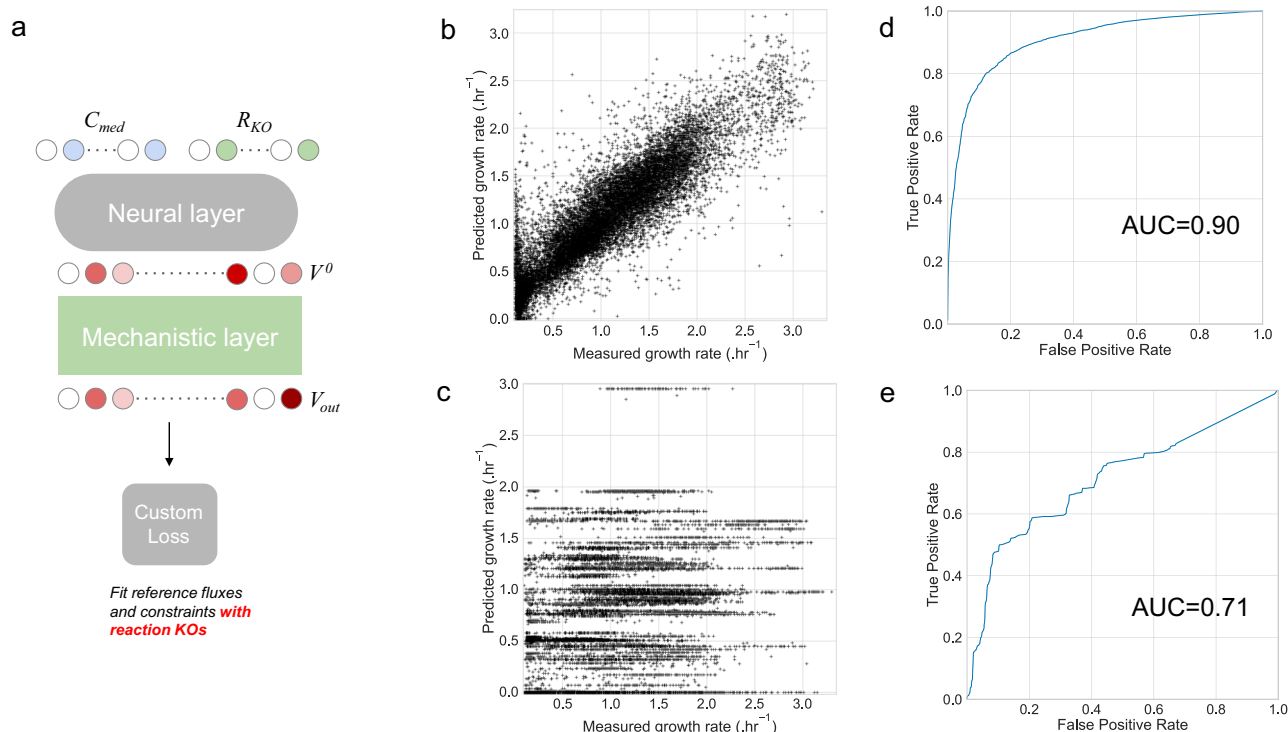 a
C_med
R_KO
Neural layer
V^0
Mechanistic layer
V_out
Custom
Loss
Fit reference fluxes
and constraints with
reaction KOs
b
Predicted growth rate (.hr⁻¹)
3.0
2.5
2.0
1.5
1.0
0.5
0.0
0.5 1.0 1.5 2.0 2.5 3.0
Measured growth rate (.hr⁻¹)
c
Predicted growth rate (.hr⁻¹)
3.0
2.5
2.0
1.5
1.0
0.5
0.0
0.5 1.0 1.5 2.0 2.5 3.0
Measured growth rate (.hr⁻¹)
d
True Positive Rate
1.0
0.8
0.6
0.4
0.2
0.0
AUC=0.90
0.2 0.4 0.6 0.8 1.0
False Positive Rate
e
True Positive Rate
1.0
0.8
0.6
0.4
0.2
0.0
AUC=0.71
0.2 0.4 0.6 0.8 1.0
False Positive Rate